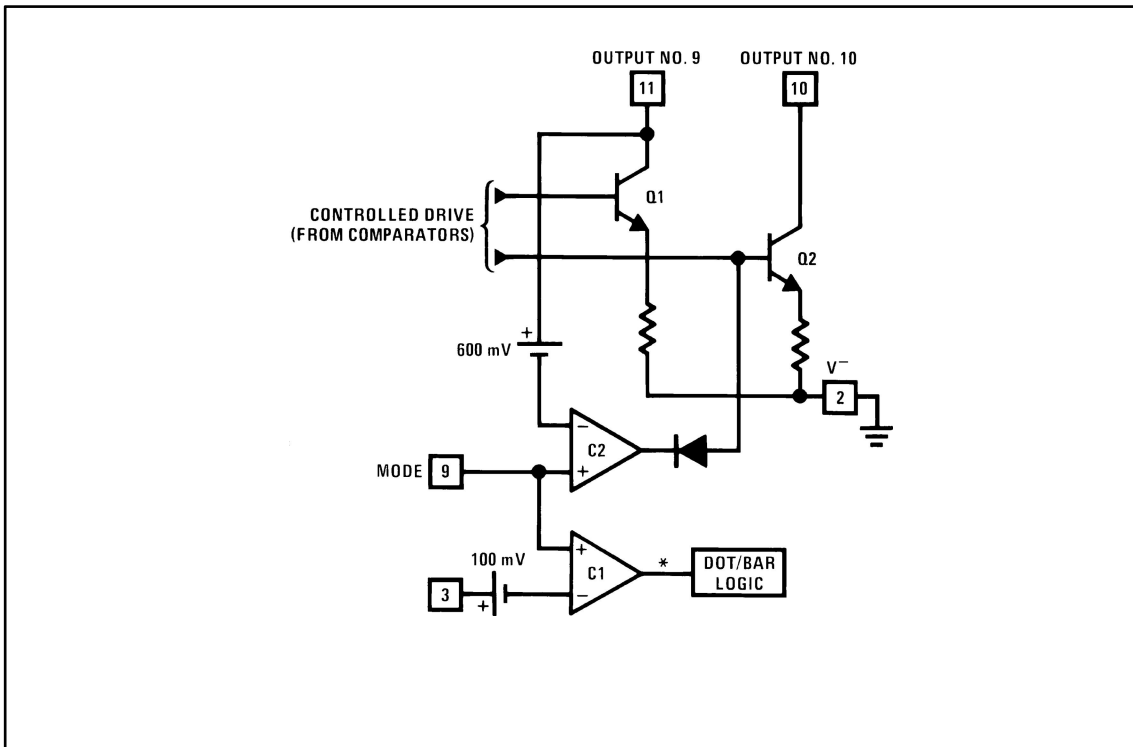 OUTPUT NO. 9
OUTPUT NO. 10
11
10
Q1
CONTROLLED DRIVE
(FROM COMPARATORS)
Q2
+
600 mV
V−
2
−
C2
+
MODE 9
+
100 mV
C1
*
DOT/BAR
LOGIC
3
+
−